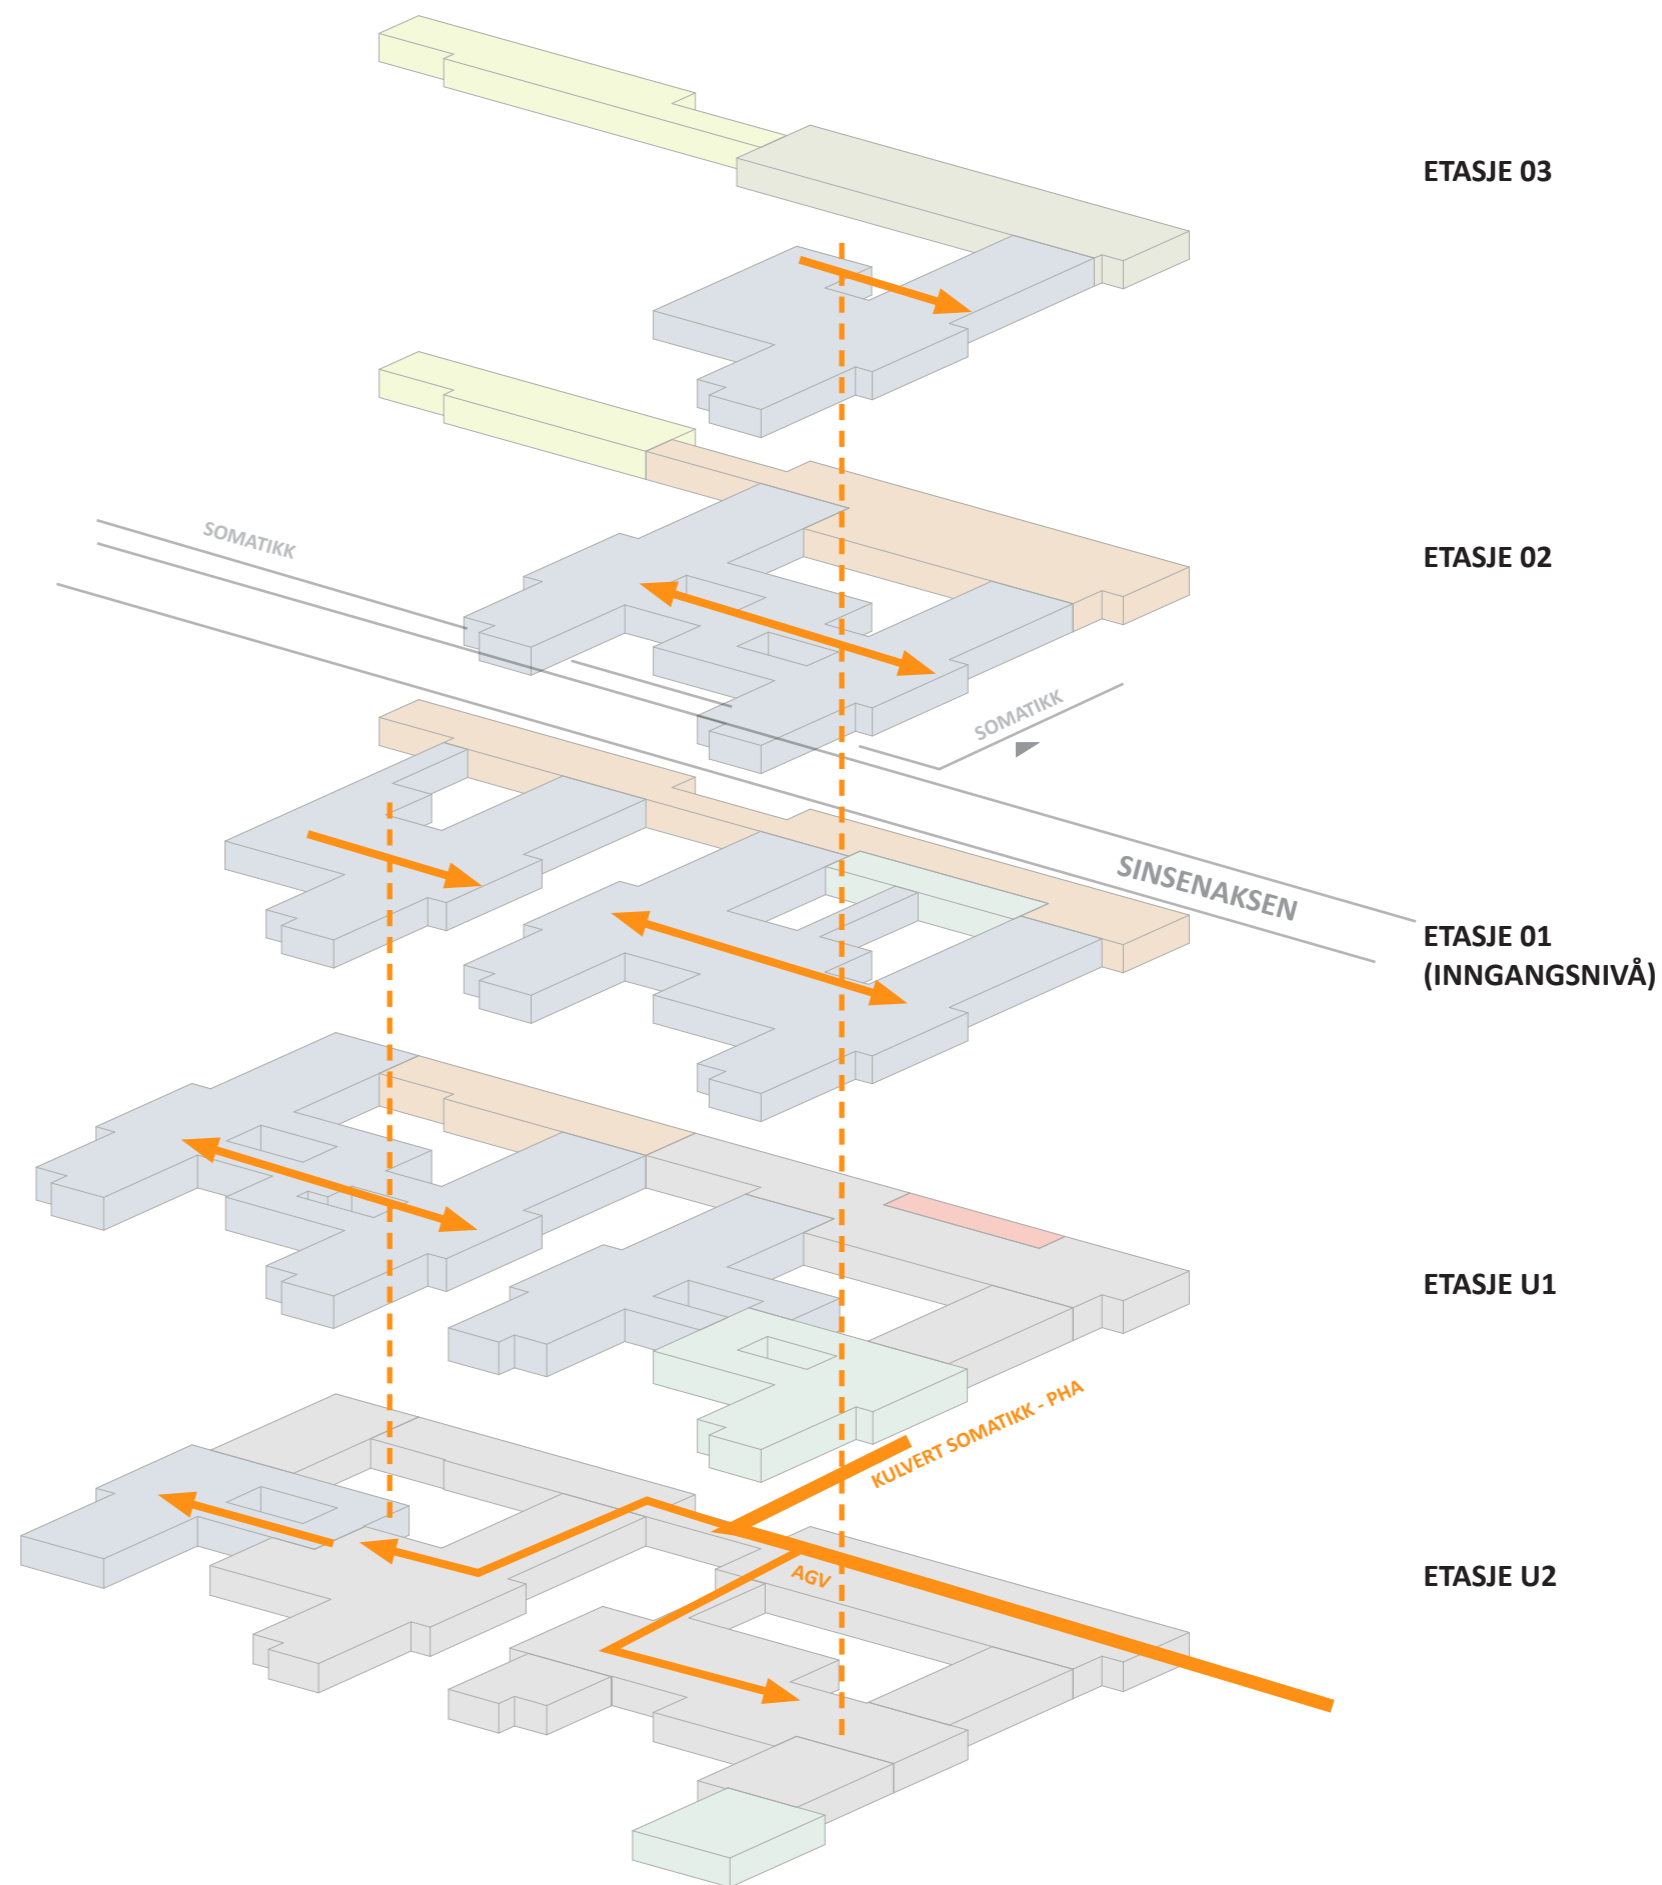 ETASJE 03
ETASJE 02
SOMATIKK
SOMATIKK
SINSENAKSEN
ETASJE 01
(INNGANGSNIVÅ)
ETASJE U1
KULVERT SOMATIKK - PHA
AGV
ETASJE U2